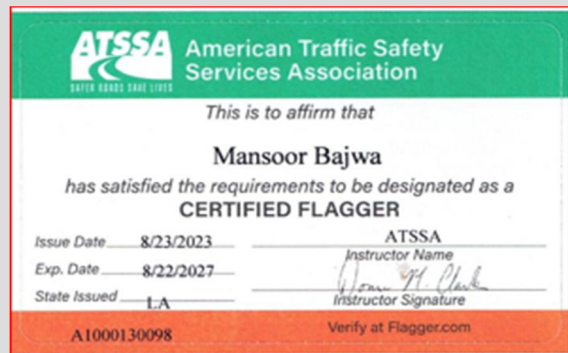 ATSSA
SAFER ROADS SAVE LIVES
American Traffic Safety
Services Association
This is to affirm that
Mansoor Bajwa
has satisfied the requirements to be designated as a
CERTIFIED FLAGGER
Issue Date 8/23/2023
ATSSA
Instructor Name
Exp. Date 8/22/2027
Instructor Signature
State Issued LA
A1000130098
Verify at Flagger.com